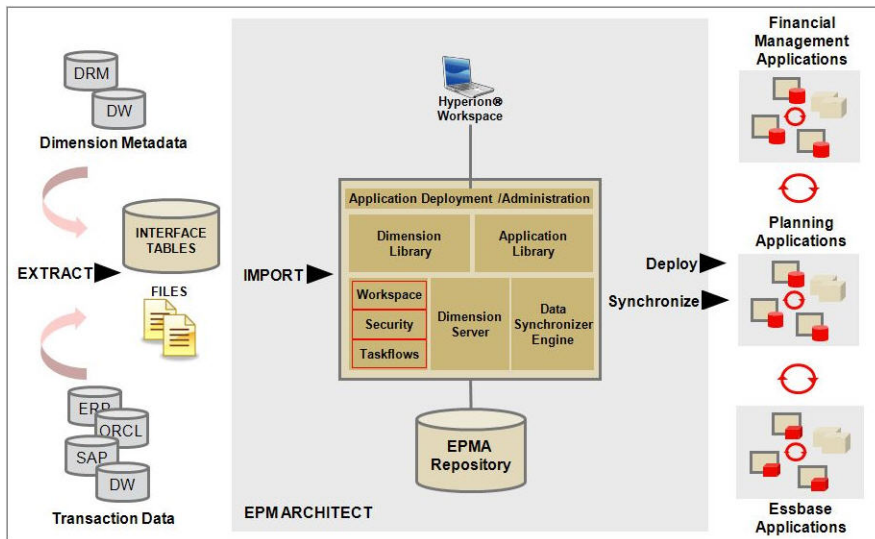 DRM
DW
Dimension Metadata
INTERFACE
TABLES
EXTRACT
FILES
ERP
ORCL
SAP
DW
Transaction Data
Hyperion®
Workspace
Application Deployment /Administration
Dimension
Library
Application
Library
IMPORT
Workspace
Security
Taskflows
Dimension
Server
Data
Synchronizer
Engine
EPMA
Repository
EPM ARCHITECT
Deploy
Synchronize
Financial
Management
Applications
Planning
Applications
Essbase
Applications